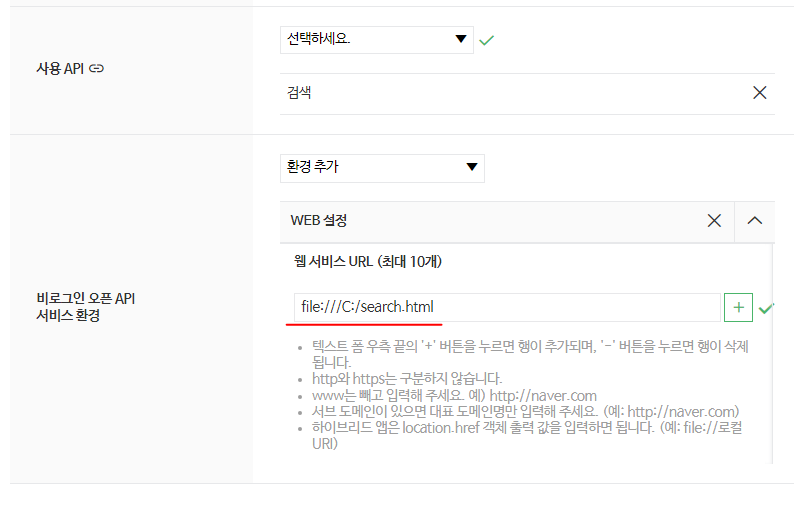 선택하세요.
사용 API
검색
환경 추가
WEB 설정
웹 서비스 URL (최대 10개)
비로그인 오픈 API
서비스 환경
file:///C:/search.html
텍스트 폼 우측 끝의 '+' 버튼을 누르면 행이 추가되며, '-' 버튼을 누르면 행이 삭제
됩니다.
http와 https는 구분하지 않습니다.
www는 빼고 입력해 주세요. 예) http://naver.com
서브 도메인이 있으면 대표 도메인명만 입력해 주세요. (예: http://naver.com)
하이브리드 앱은 location.href 객체 출력 값을 입력하면 됩니다. (예: file://로컬
URI)